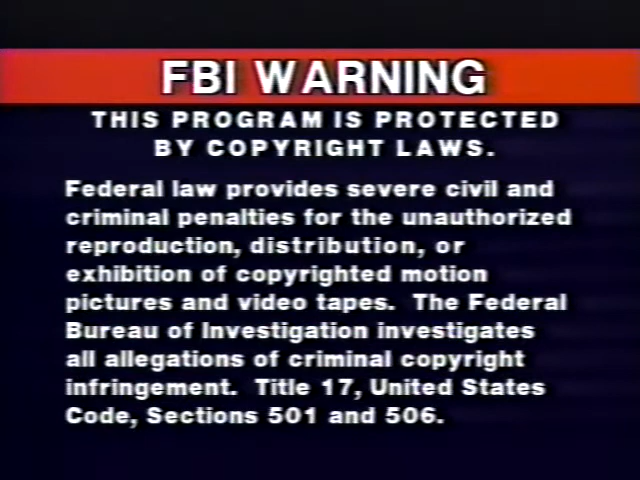 FBI WARNING
THIS PROGRAM IS PROTECTED
BY COPYRIGHT LAWS.
Federal law provides severe civil and
criminal penalties for the unauthorized
reproduction, distribution, or
exhibition of copyrighted motion
pictures and video tapes.  The Federal
Bureau of Investigation investigates
all allegations of criminal copyright
infringement.  Title 17, United States
Code, Sections 501 and 506.